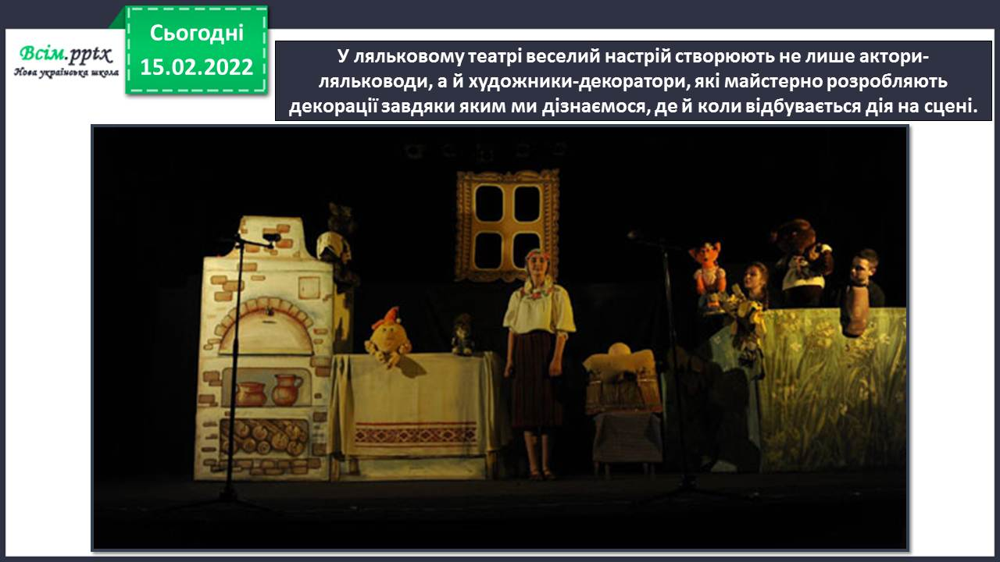 Всім.pptx
Нова українська школа
Сьогодні
15.02.2022
У ляльковому театрі веселий настрій створюють не лише актори-
ляльководи, а й художники-декоратори, які майстерно розробляють
декорації завдяки яким ми дізнаємося, де й коли відбувається дія на сцені.